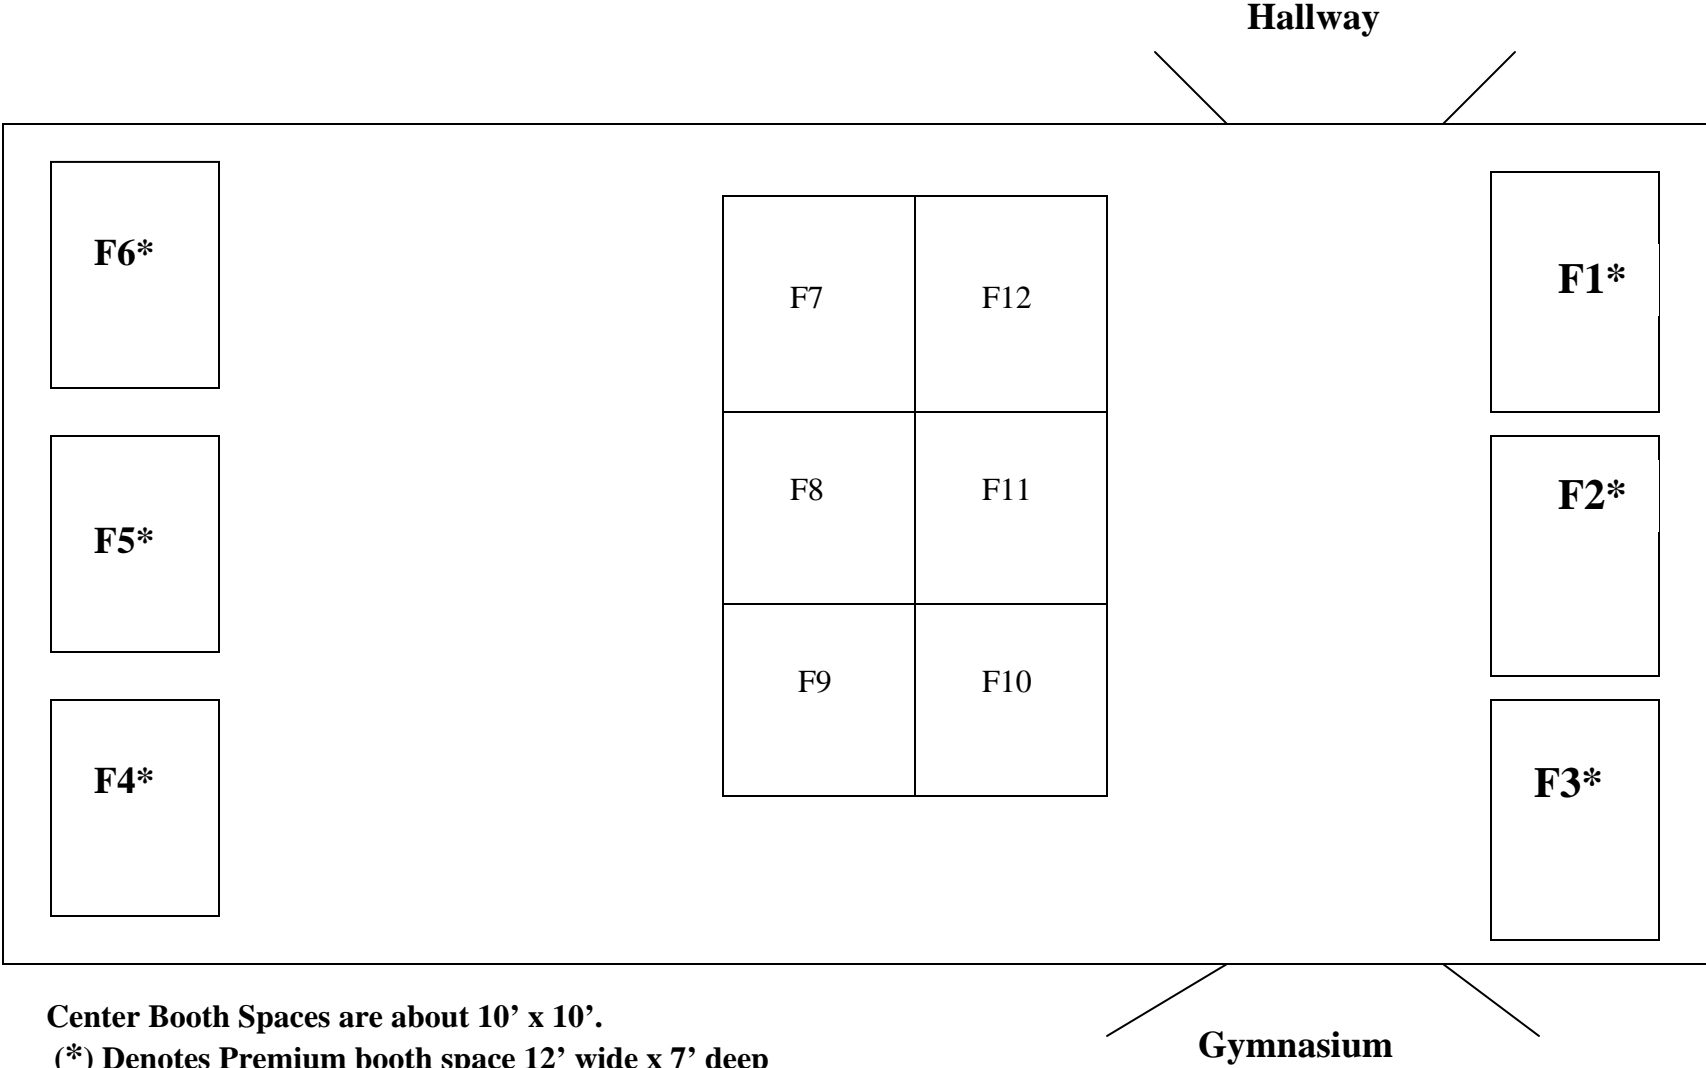 Hallway
F6*
F7
F12
F1*
F8
F11
F2*
F5*
F9
F10
F4*
F3*
Center Booth Spaces are about 10’ x 10’.
(*) Denotes Premium booth space 12’ wide x 7’ deep
Gymnasium